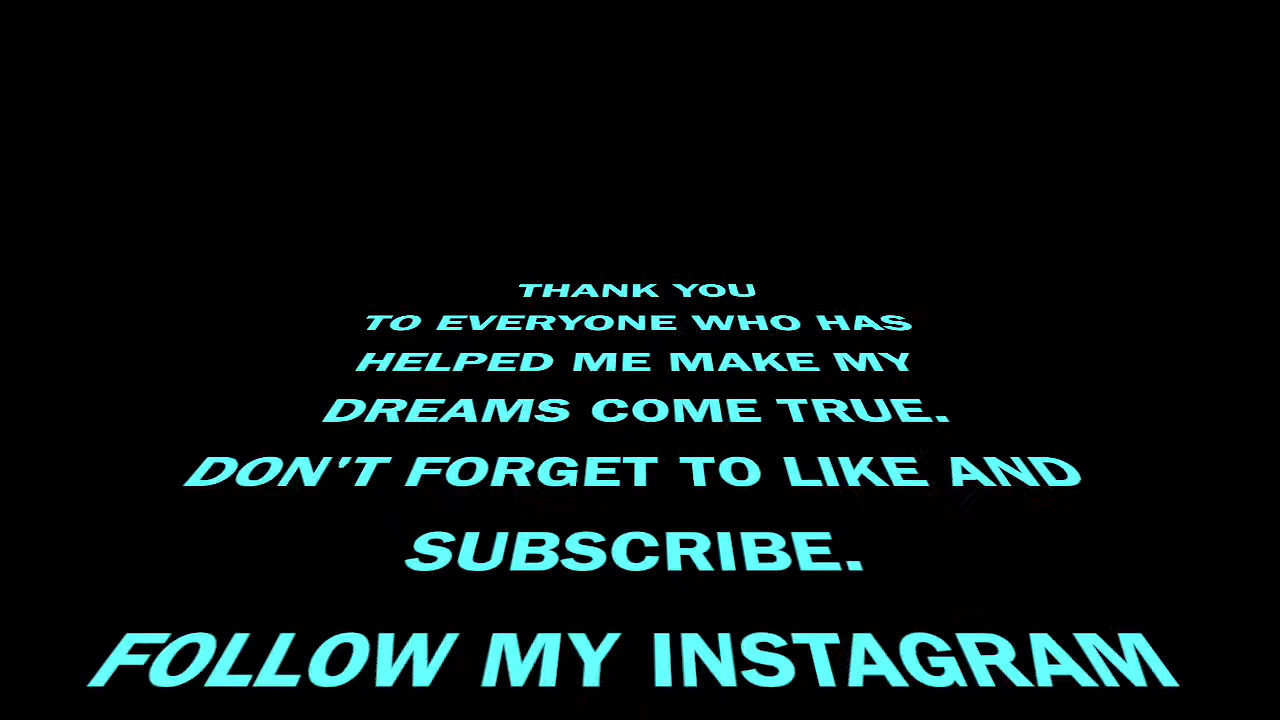 THANK YOU
TO EVERYONE WHO HAS
HELPED ME MAKE MY
DREAMS COME TRUE.
DON'T FORGET TO LIKE AND
SUBSCRIBE.
FOLLOW MY INSTAGRAM